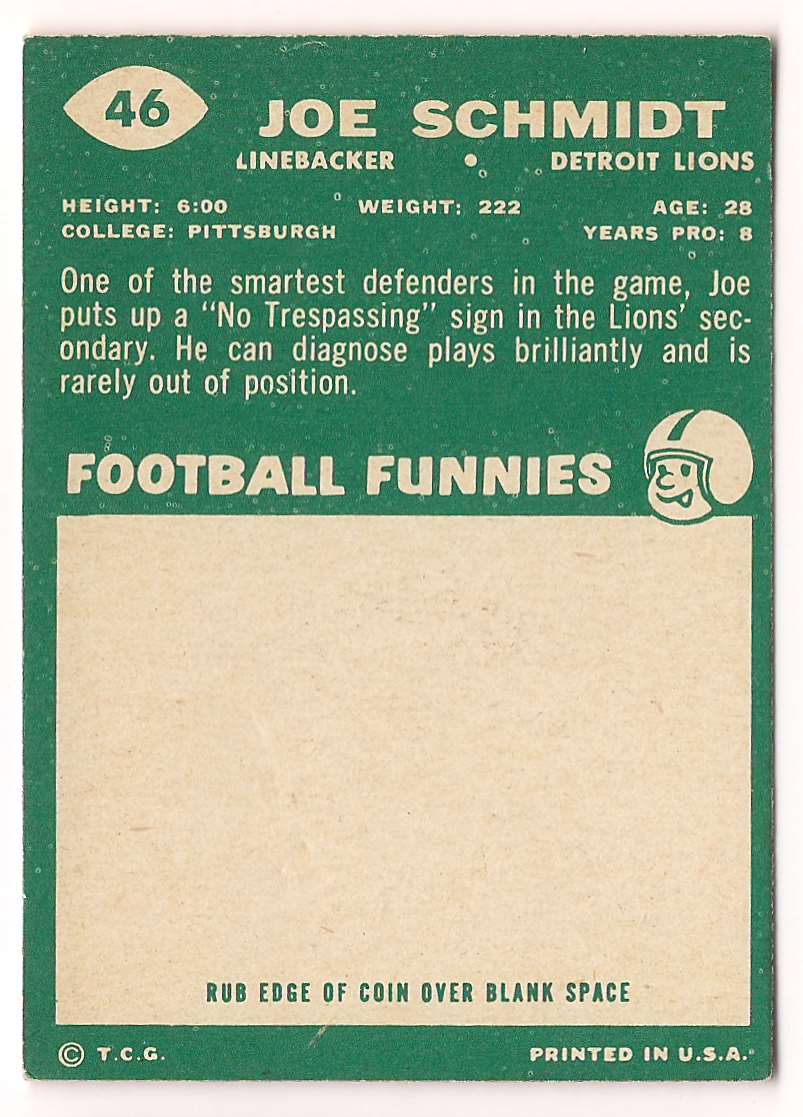 46
JOE SCHMIDT
LINEBACKER • DETROIT LIONS
HEIGHT: 6:00 WEIGHT: 222 AGE: 28
COLLEGE: PITTSBURGH YEARS PRO: 8
One of the smartest defenders in the game, Joe
puts up a "No Trespassing" sign in the Lions' sec-
ondary. He can diagnose plays brilliantly and is
rarely out of position.
FOOTBALL FUNNIES
RUB EDGE OF COIN OVER BLANK SPACE
© T.C.G. PRINTED IN U.S.A.